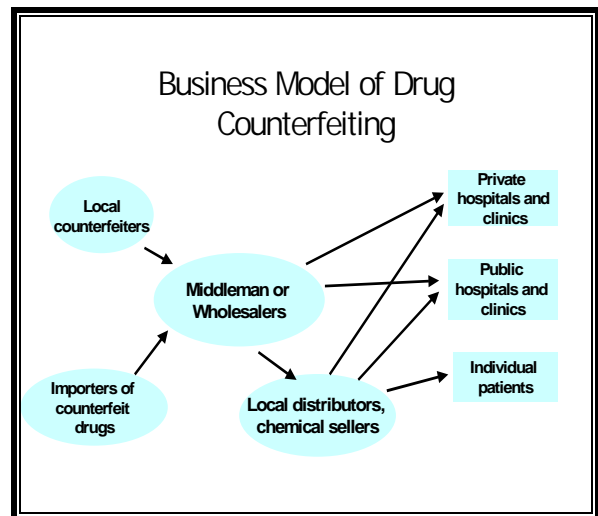 Business Model of Drug
Counterfeiting
Local
counterfeiters
Middleman or
Wholesalers
Importers of
counterfeit
drugs
Local distributors,
chemical sellers
Private
hospitals and
clinics
Public
hospitals and
clinics
Individual
patients